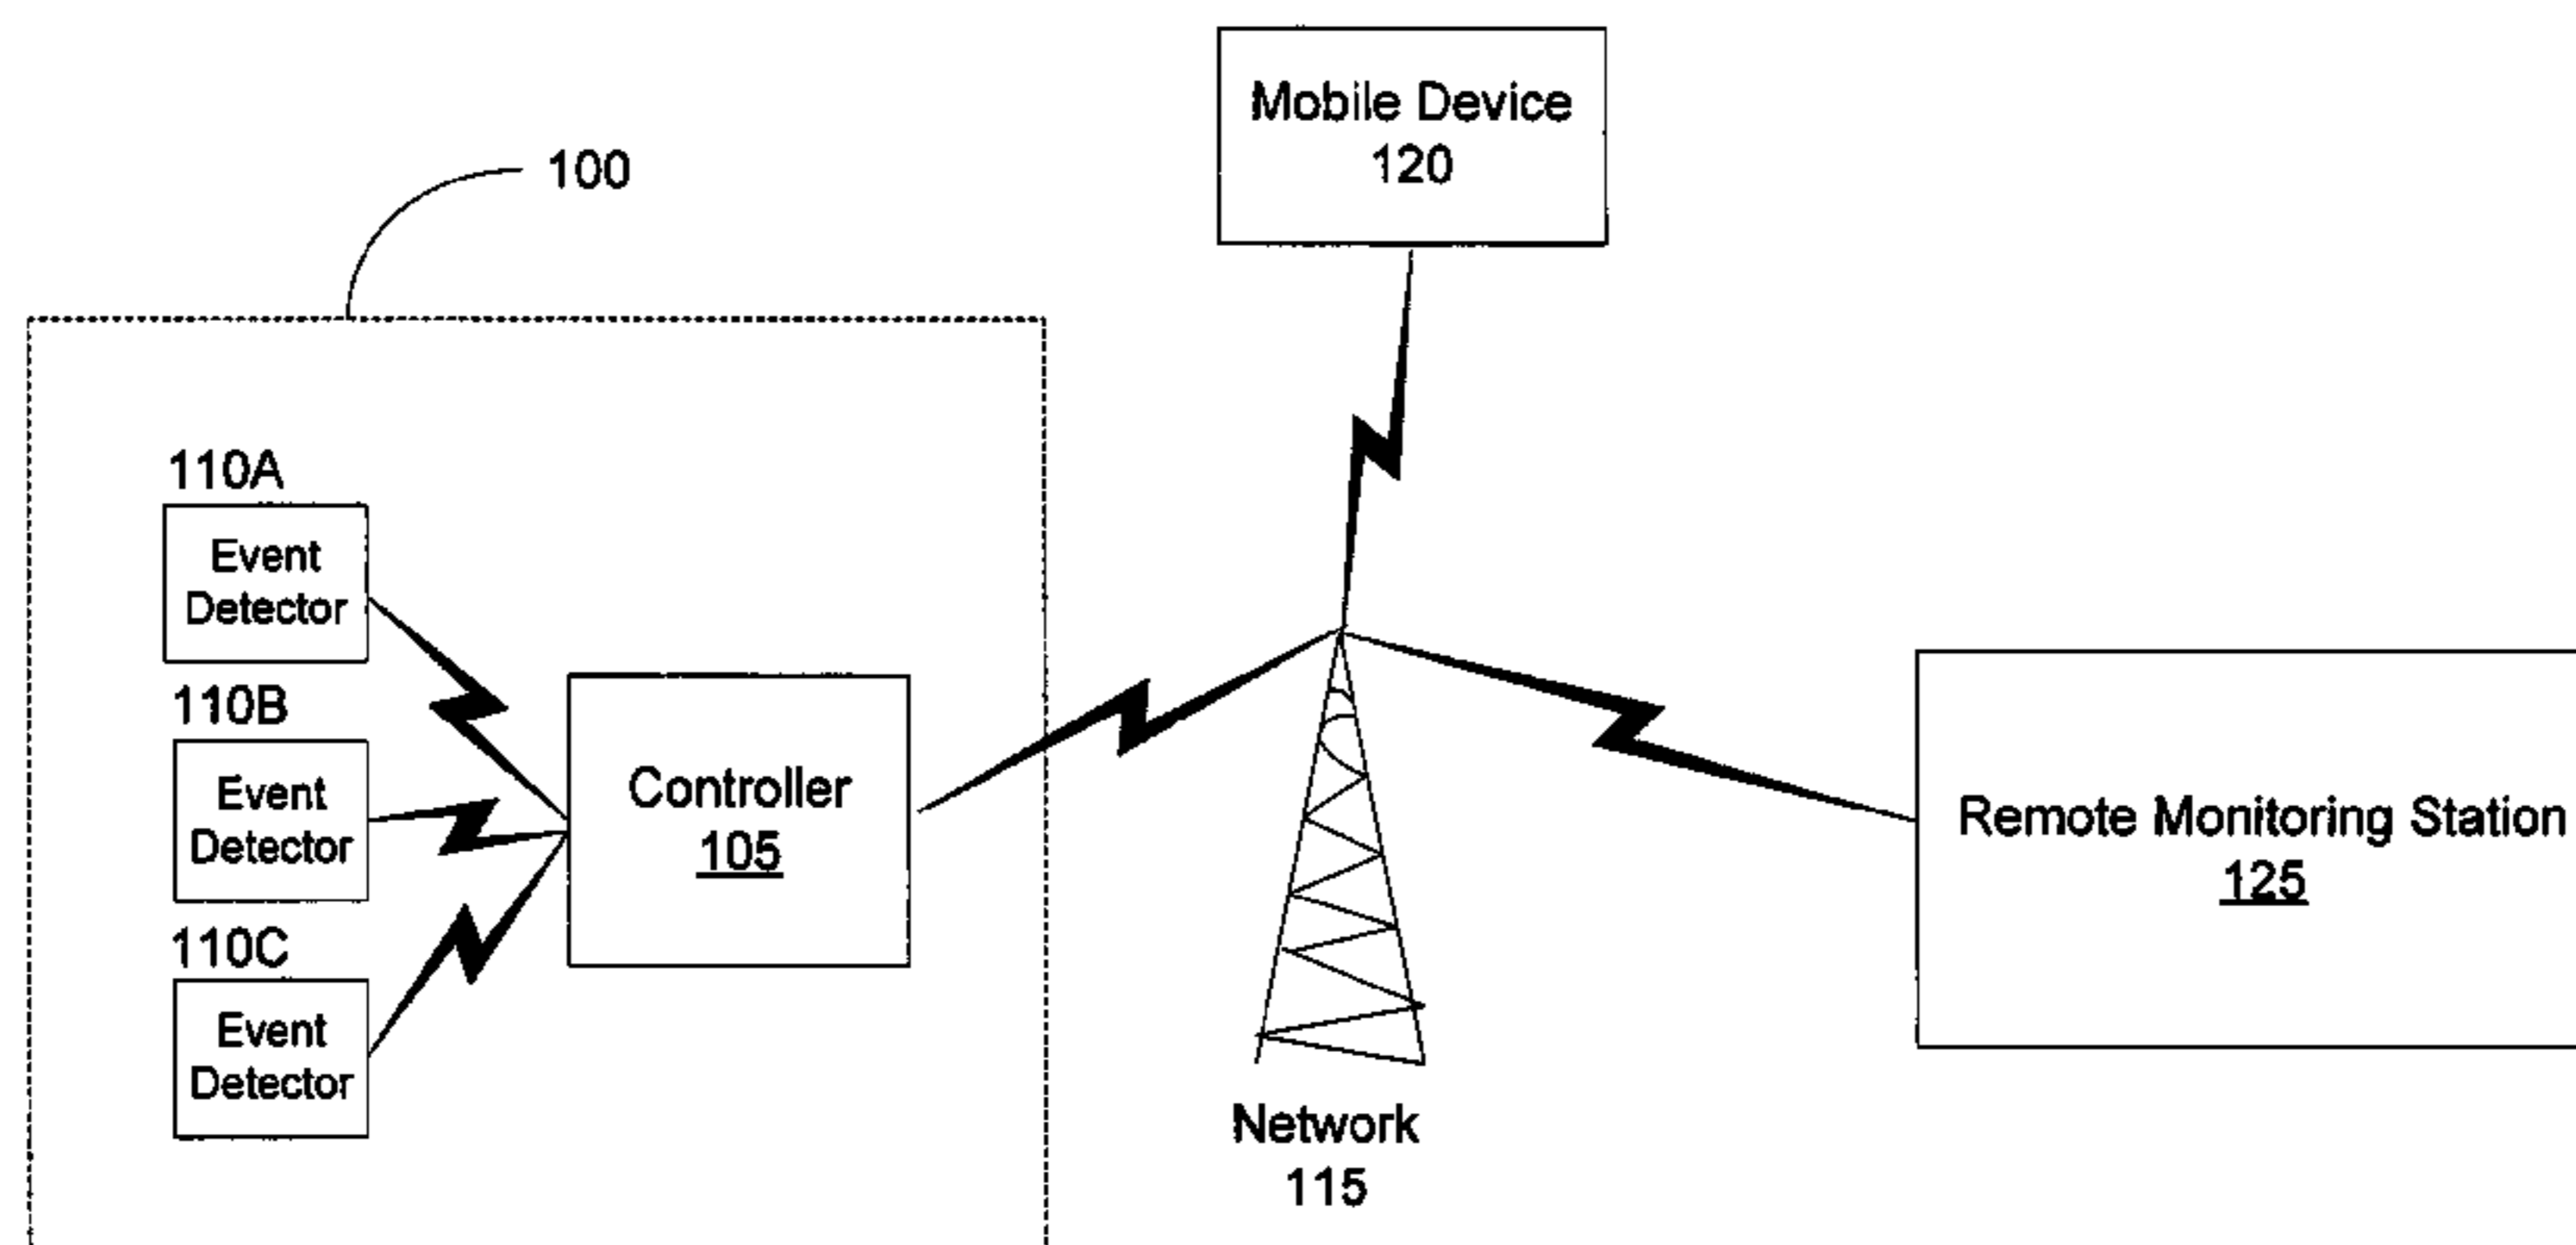 Mobile Device
120
100
110A
Event
Detector
110B
Event
Detector
110C
Event
Detector
Controller
105
Network
115
Remote Monitoring Station
125